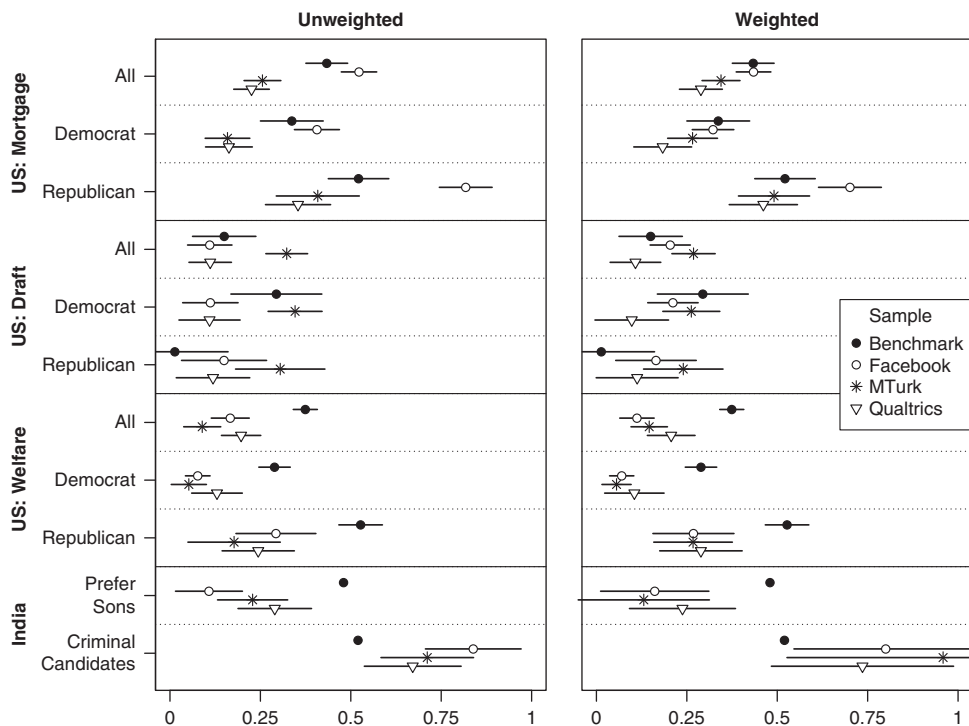 Unweighted
Weighted
US: Mortgage
All
Democrat
Republican
US: Draft
All
Democrat
Republican
US: Welfare
All
Democrat
Republican
India
Prefer
Sons
Criminal
Candidates
Sample
Benchmark
Facebook
MTurk
Qualtrics
0 0.25 0.5 0.75 1
0 0.25 0.5 0.75 1